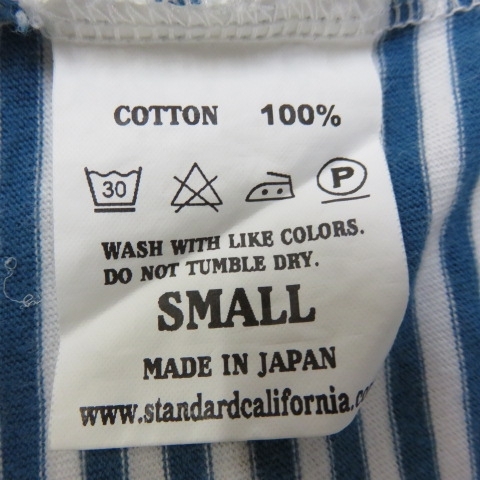 COTTON 100%
30 P
WASH WITH LIKE COLORS.
DO NOT TUMBLE DRY.
SMALL
MADE IN JAPAN
www.standardcalifornia.c